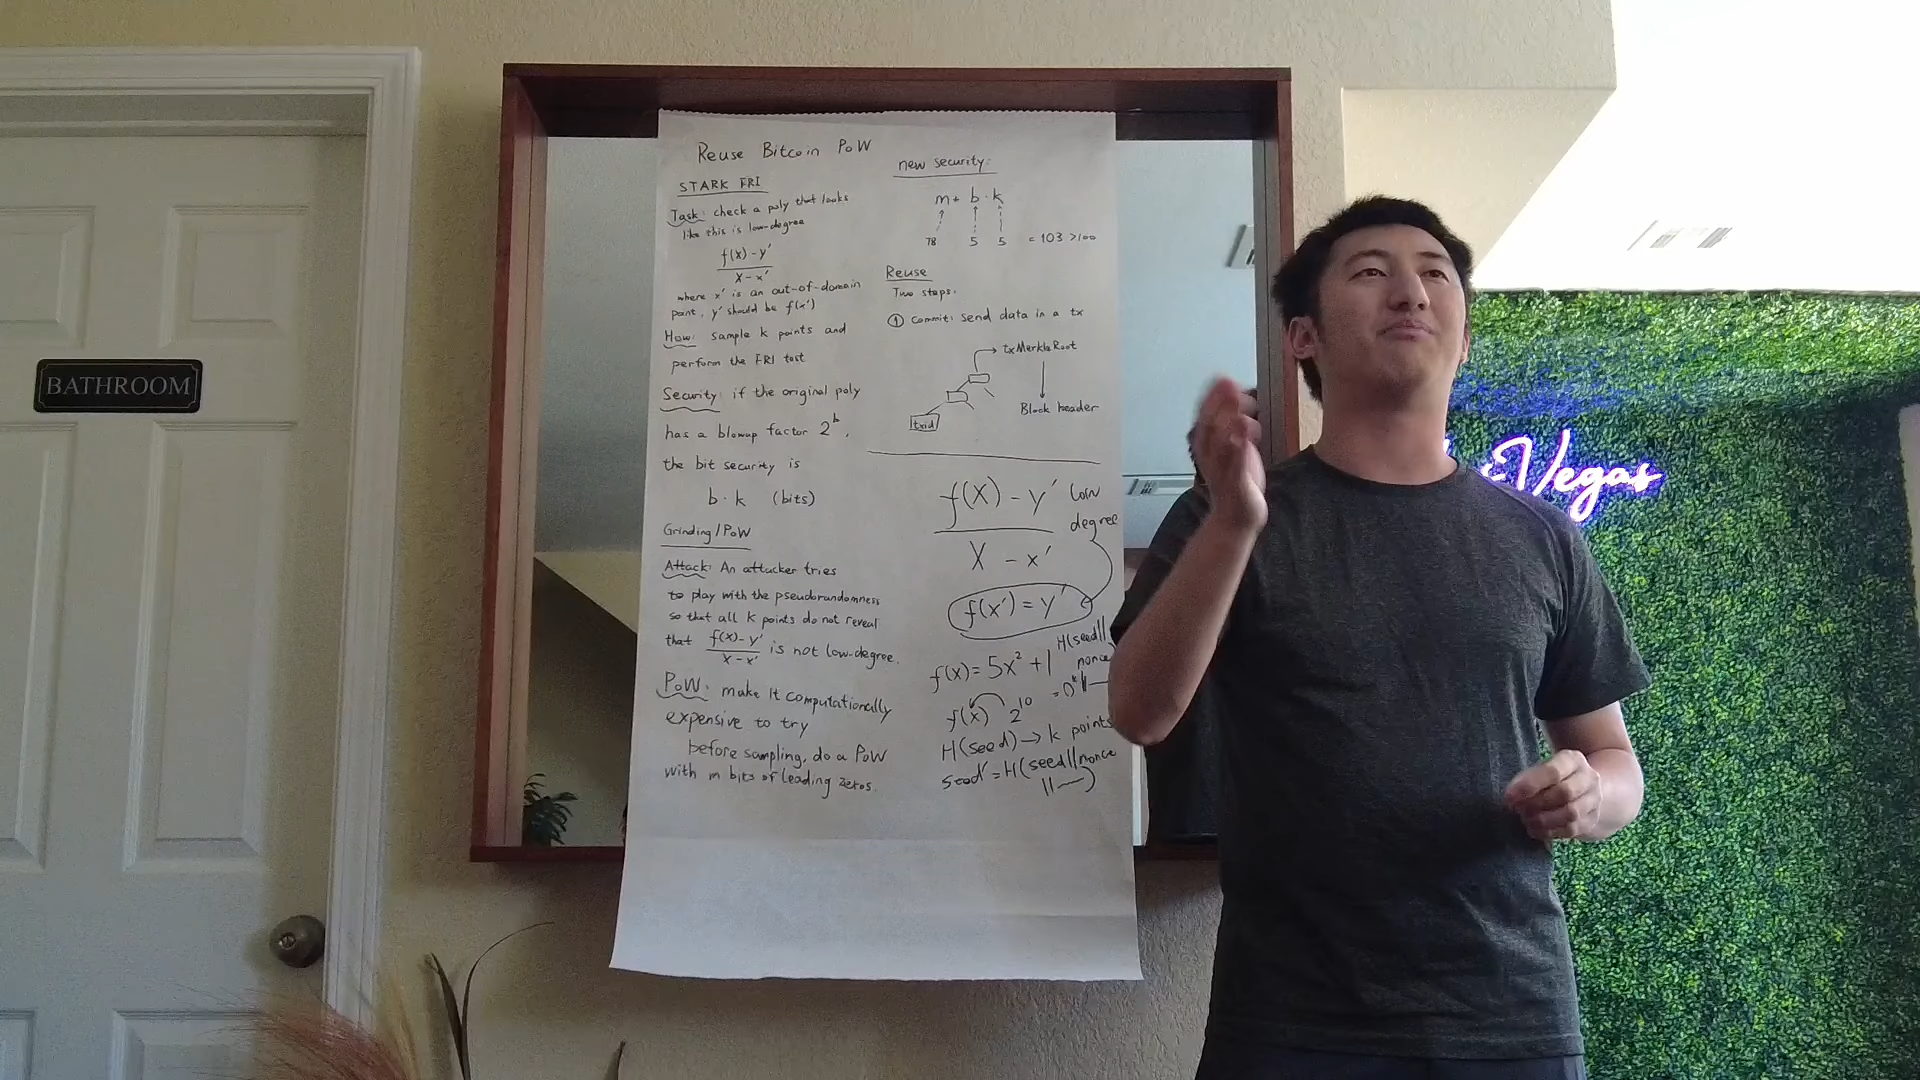 BATHROOM
Reuse Bitcoin PoW
STARK FRI
Task: check a poly that looks
like this is low-degree
f(x) - y'
x - x'
where x' is an out-of-domain
point, y' should be f(x')
How: sample k points and
perform the FRI test
Security: if the original poly
has a blowup factor 2^b,
the bit security is
b · k (bits)
Grinding/PoW
Attack: An attacker tries
to play with the pseudorandomness
so that all k points do not reveal
that f(x) - y' / x - x' is not low-degree.
PoW: make it computationally
expensive to try
before sampling, do a PoW
with m bits of leading zeros.
new security:
m + b · k
78 5 5 = 103 >100
Reuse
Two steps.
① Commit: send data in a tx
txMerkleRoot
Block header
txid
f(X) - y' low
degree
X - x'
f(x') = y'
f(x) = 5x² + 1
H(seed||
nonce)
f(x) 2^10
H(seed) → k points
seed' = H(seed||nonce
||
Vegas